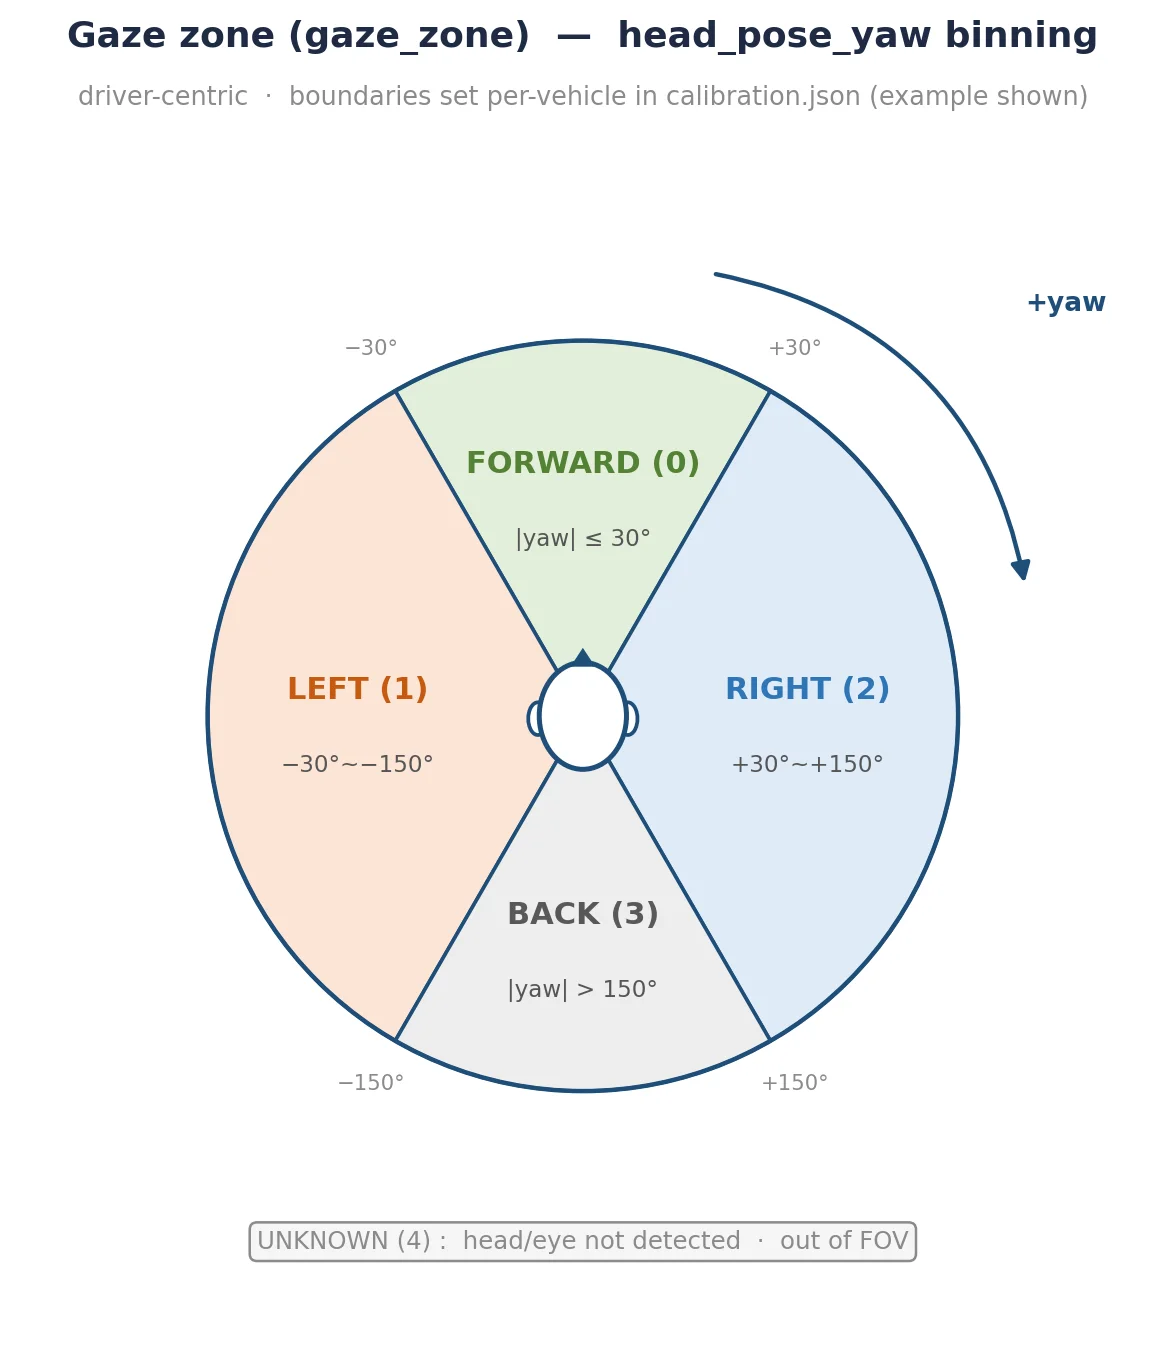 Gaze zone (gaze_zone) — head_pose_yaw binning
driver-centric · boundaries set per-vehicle in calibration.json (example shown)
+yaw
−30°
+30°
FORWARD (0)
|yaw| ≤ 30°
LEFT (1)
RIGHT (2)
−30°~−150°
+30°~+150°
BACK (3)
|yaw| > 150°
−150°
+150°
UNKNOWN (4) : head/eye not detected · out of FOV